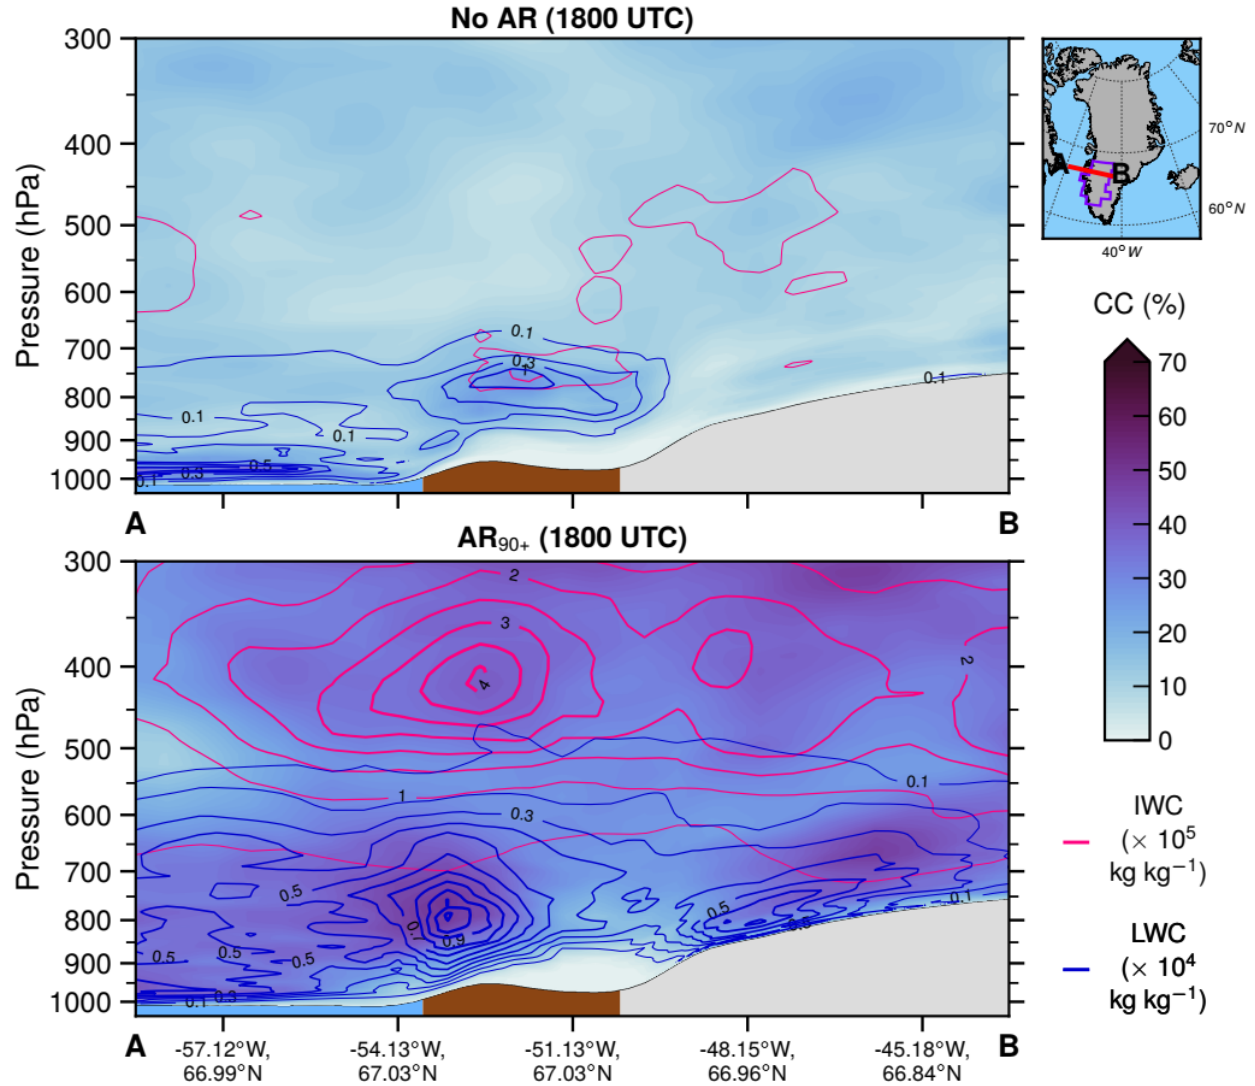 No AR (1800 UTC)
300
400
500
600
700
800
900
1000
Pressure (hPa)
0.1
0.3
1
0.1
0.1
0.5
0.3
0.1
0.1
A
B
A
B
70°N
60°N
40°W
CC (%)
70
60
50
40
30
20
10
0
AR₉₀₊ (1800 UTC)
300
400
500
600
700
800
900
1000
Pressure (hPa)
2
3
4
2
1
0.1
0.3
0.5
0.7
0.9
0.5
0.5
0.5
0.5
0.1
0.3
0.1
A
B
-57.12°W,
66.99°N
-54.13°W,
67.03°N
-51.13°W,
67.03°N
-48.15°W,
66.96°N
-45.18°W,
66.84°N
IWC
(× 10⁵
kg kg⁻¹)
LWC
(× 10⁴
kg kg⁻¹)